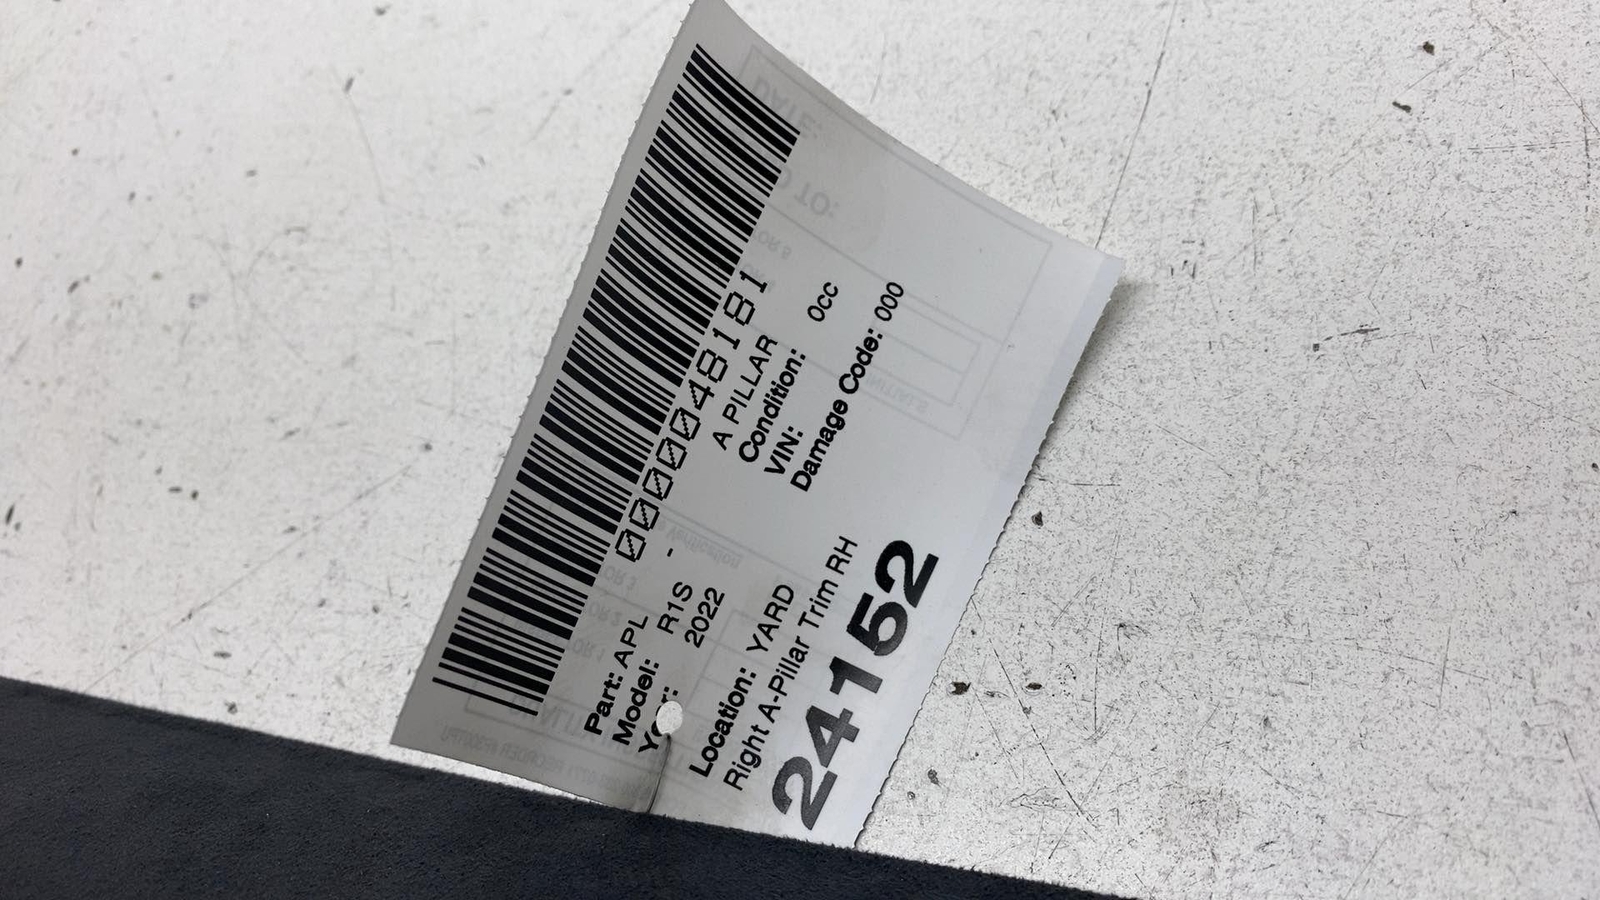 0000048181
Part: APL - A PILLAR
Model: R1S Condition: 0cc
2022 VIN:
Damage Code: 000
Location: YARD
Right A-Pillar Trim RH
24152